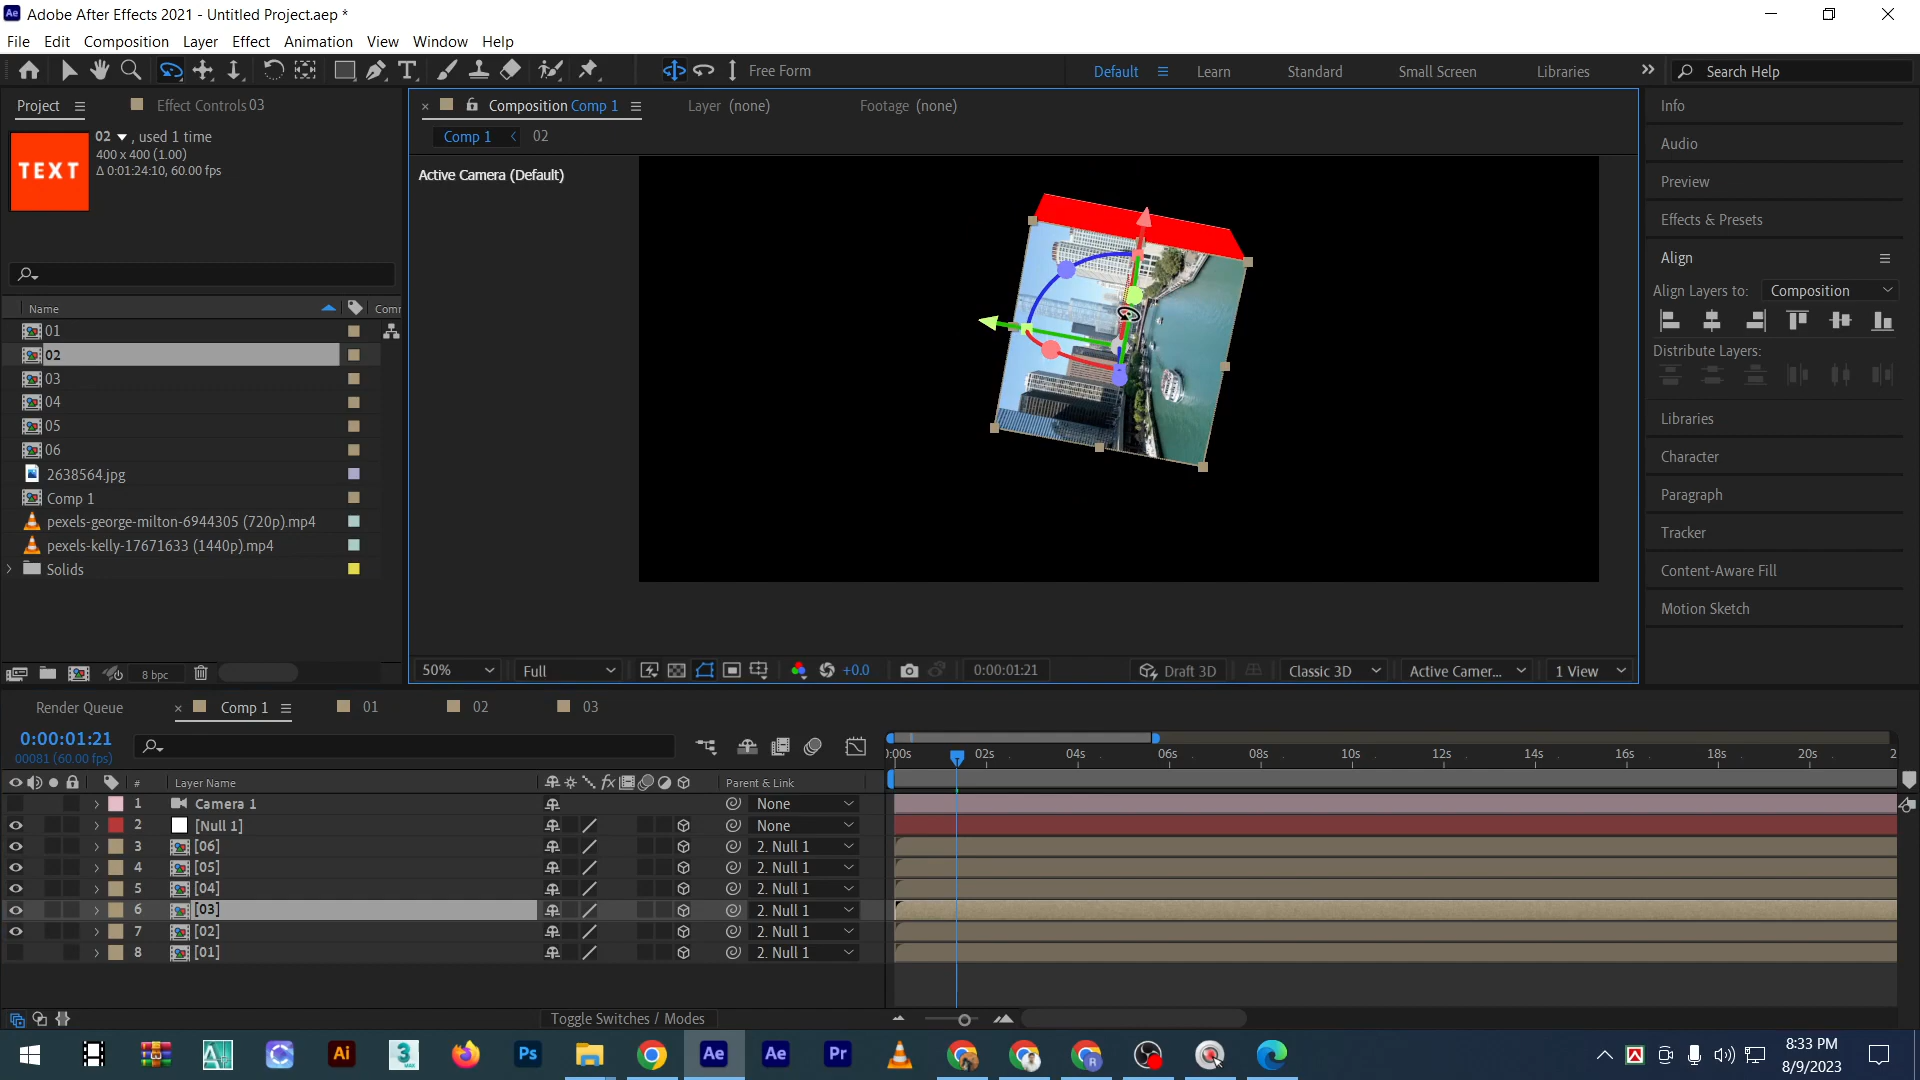 Adobe After Effects 2021 - Untitled Project.aep *
File Edit Composition Layer Effect Animation View Window Help
Free Form
Default Learn Standard Small Screen Libraries Search Help
Project Effect Controls 03
Composition Comp 1 Layer (none) Footage (none)
Comp 1 02
TEXT
02 , used 1 time
400 x 400 (1.00)
Δ 0:01:24:10, 60.00 fps
Active Camera (Default)
Name Comr
01
02
03
04
05
06
2638564.jpg
Comp 1
pexels-george-milton-6944305 (720p).mp4
pexels-kelly-17671633 (1440p).mp4
Solids
8 bpc
50% Full +0.0 0:00:01:21 Draft 3D Classic 3D Active Camer... 1 View
Info
Audio
Preview
Effects & Presets
Align
Align Layers to: Composition
Distribute Layers:
Libraries
Character
Paragraph
Tracker
Content-Aware Fill
Motion Sketch
Render Queue Comp 1 01 02 03
0:00:01:21
00081 (60.00 fps)
):00s 02s 04s 06s 08s 10s 12s 14s 16s 18s 20s 2
# Layer Name fx Parent & Link
1 Camera 1 None
2 [Null 1] None
3 [06] 2. Null 1
4 [05] 2. Null 1
5 [04] 2. Null 1
6 [03] 2. Null 1
7 [02] 2. Null 1
8 [01] 2. Null 1
Toggle Switches / Modes
Ai 3 Ps Ae Ae Pr R
8:33 PM
8/9/2023